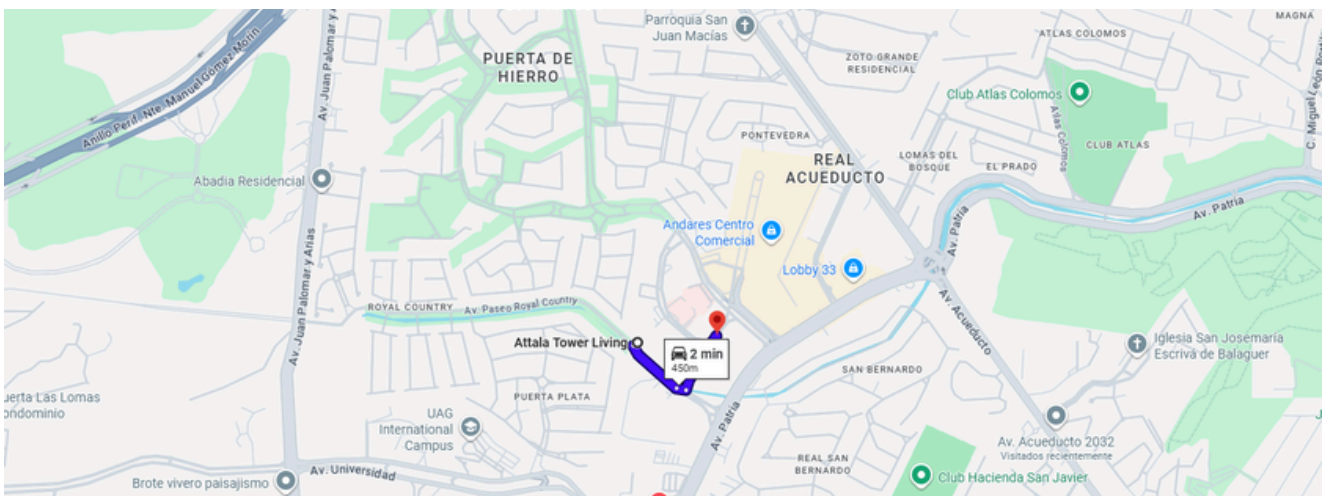 Parroquia San
Juan Macías
MAGNA
ATLAS COLOMOS
PUERTA DE
HIERRO
ZOTO GRANDE
RESIDENCIAL
Av. Juan Palomar y A
Anillo Perif. Nte. Manuel Gómez Morín
Club Atlas Colomos
Atlas Colomos
C. Miguel León Portil
PONTEVEDRA
CLUB ATLAS
REAL
ACUEDUCTO
LOMAS DEL
BOSQUE
EL PRADO
Abadia Residencial
Av. Patria
Av. Patria
Andares Centro
Comercial
Lobby 33
Av. Juan Palomar y Arias
ROYAL COUNTRY
Av. Paseo Royal Country
Av. Acueducto
Attala Tower Living
2 min
450m
Iglesia San Josemaría
Escrivá de Balaguer
SAN BERNARDO
uerta Las Lomas
ondominio
PUERTA PLATA
UAG
International
Campus
Av. Patria
Av. Acueducto 2032
Visitados recientemente
REAL SAN
BERNARDO
Av. Universidad
Brote vivero paisajismo
Club Hacienda San Javier
J